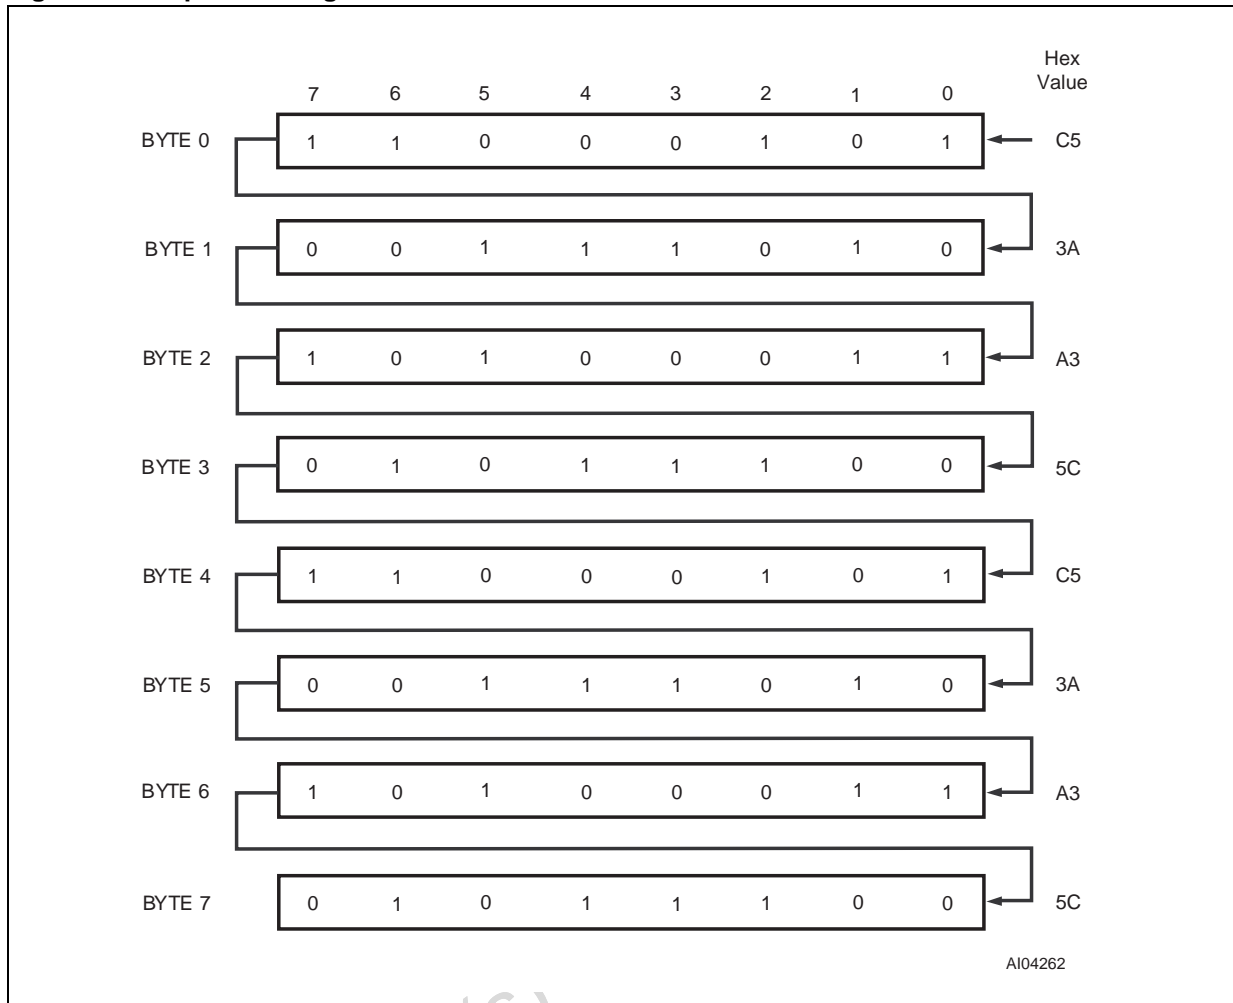 Hex
Value
7 6 5 4 3 2 1 0
BYTE 0 1 1 0 0 0 1 0 1 C5
BYTE 1 0 0 1 1 1 0 1 0 3A
BYTE 2 1 0 1 0 0 0 1 1 A3
BYTE 3 0 1 0 1 1 1 0 0 5C
BYTE 4 1 1 0 0 0 1 0 1 C5
BYTE 5 0 0 1 1 1 0 1 0 3A
BYTE 6 1 0 1 0 0 0 1 1 A3
BYTE 7 0 1 0 1 1 1 0 0 5C
AI04262